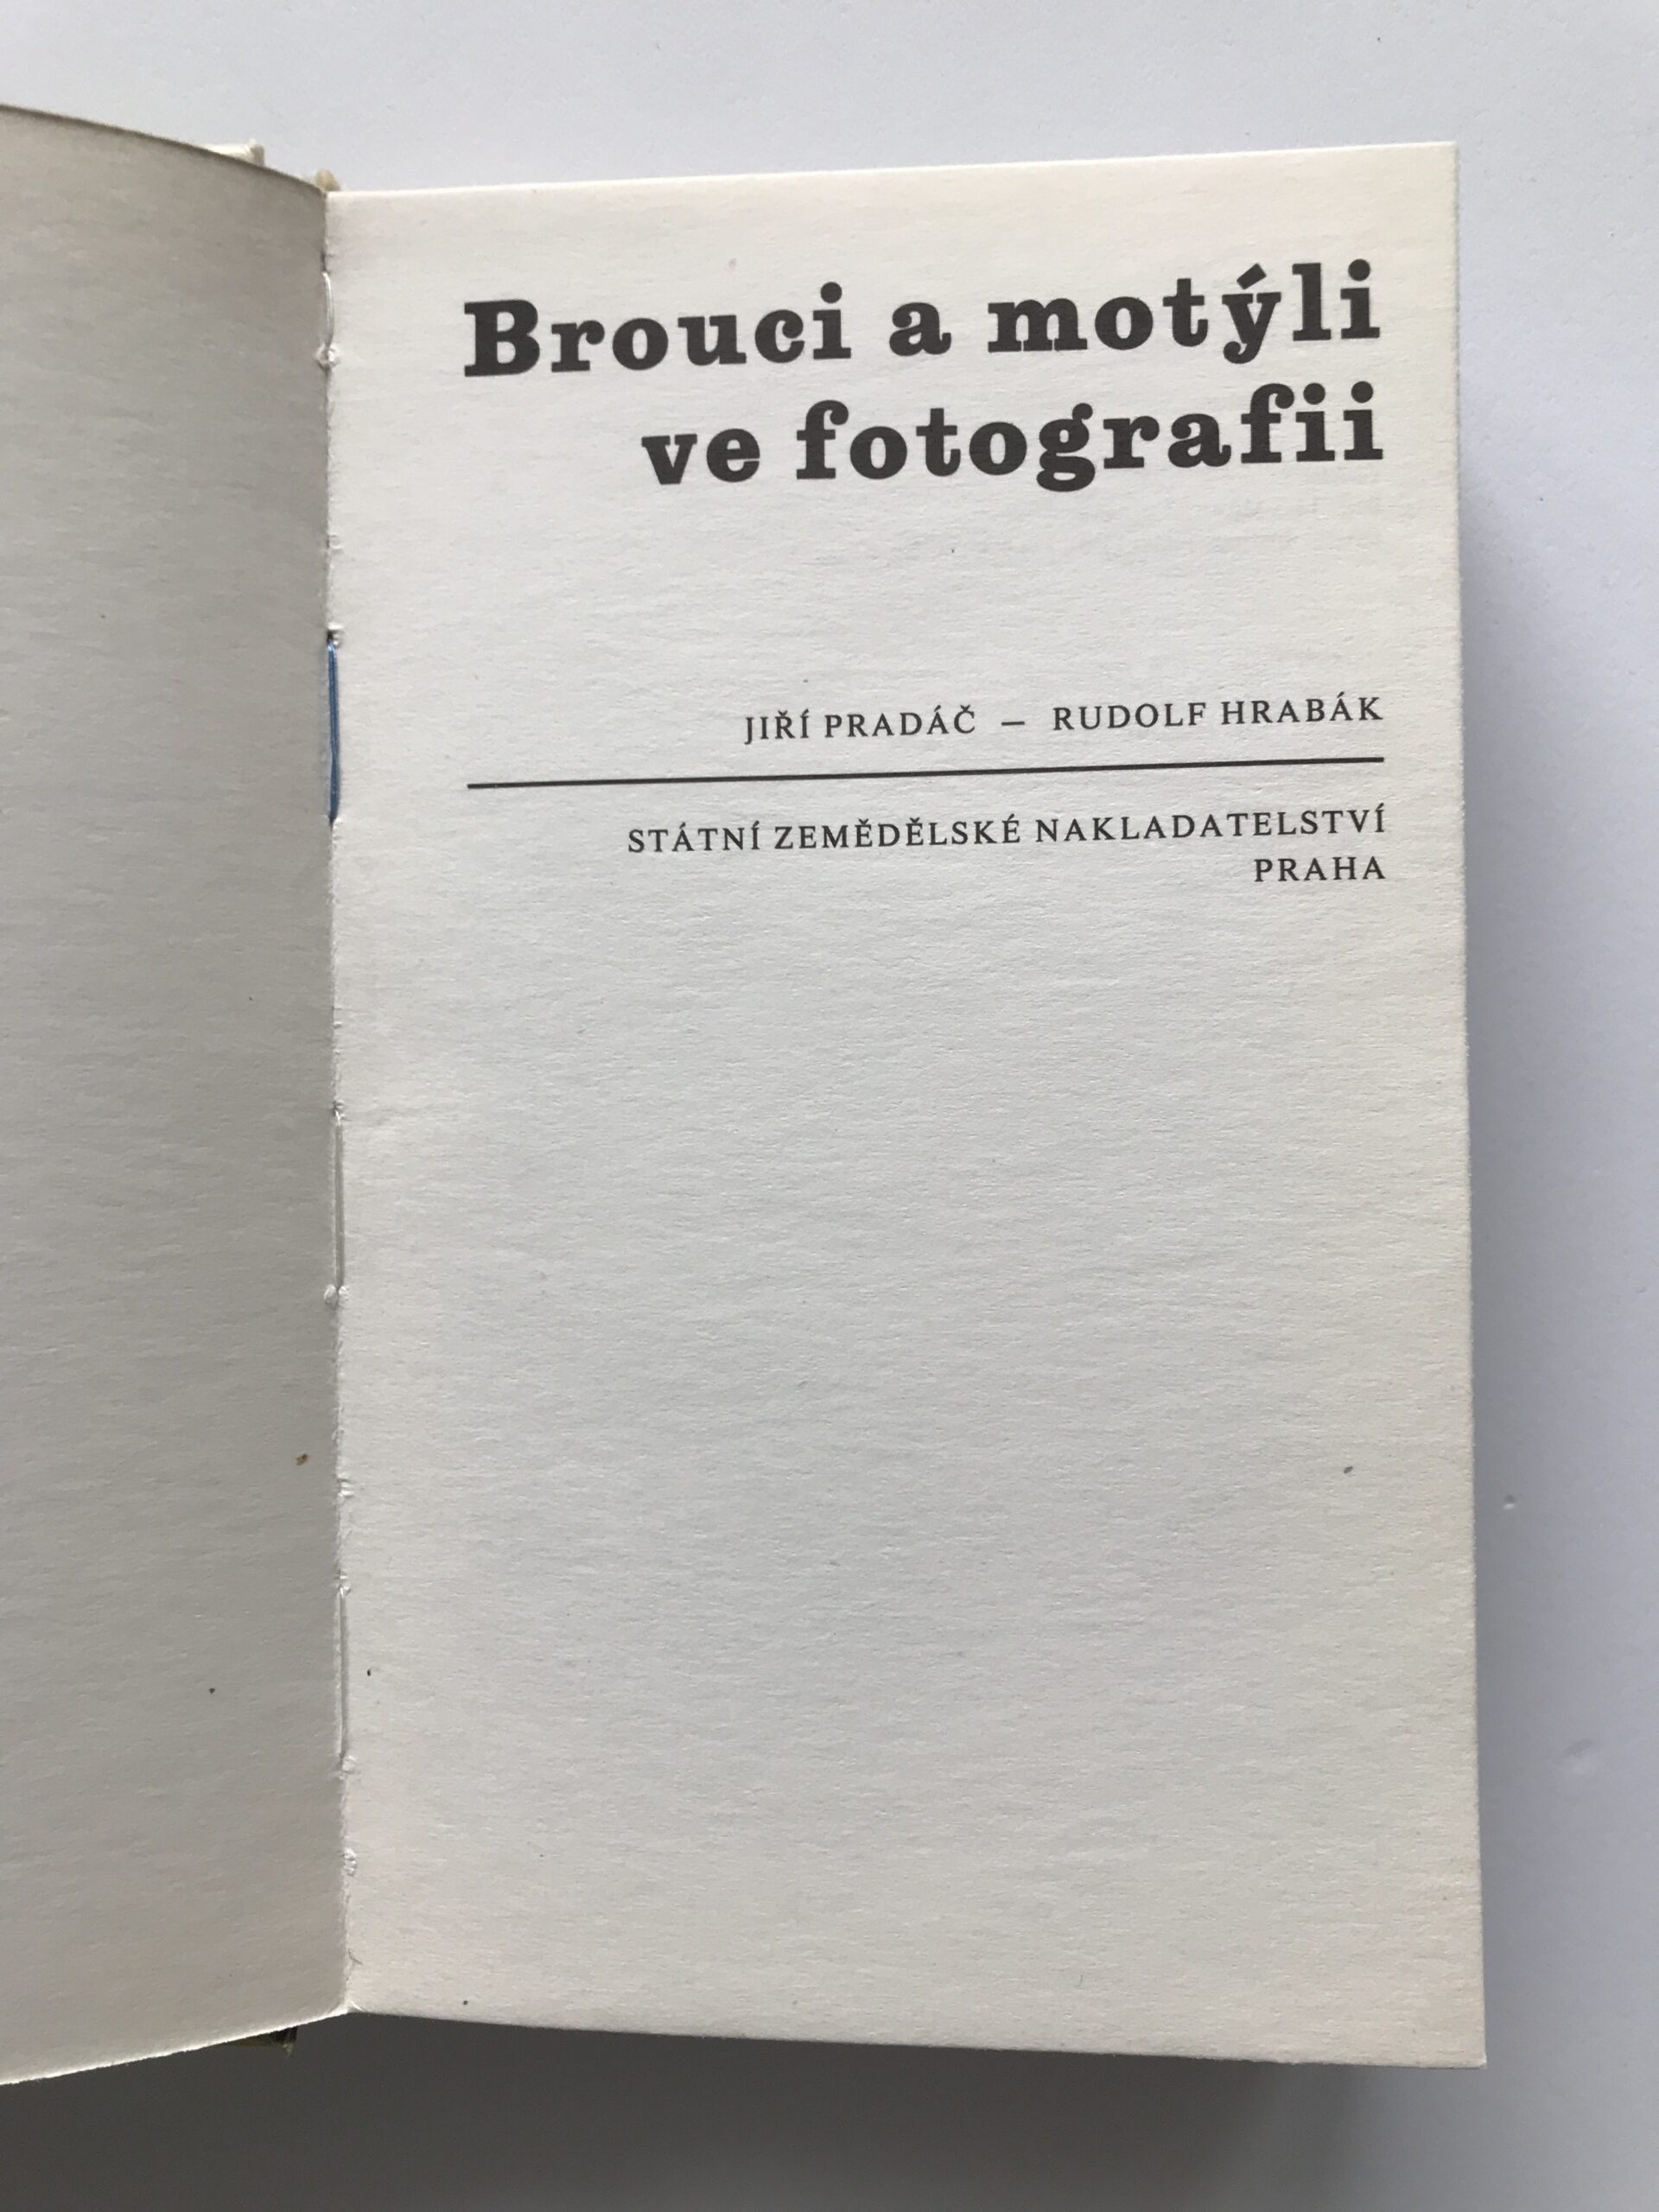 Brouci a motýli
ve fotografii
JIŘÍ PRADÁČ — RUDOLF HRABÁK
STÁTNÍ ZEMĚDĚLSKÉ NAKLADATELSTVÍ
PRAHA